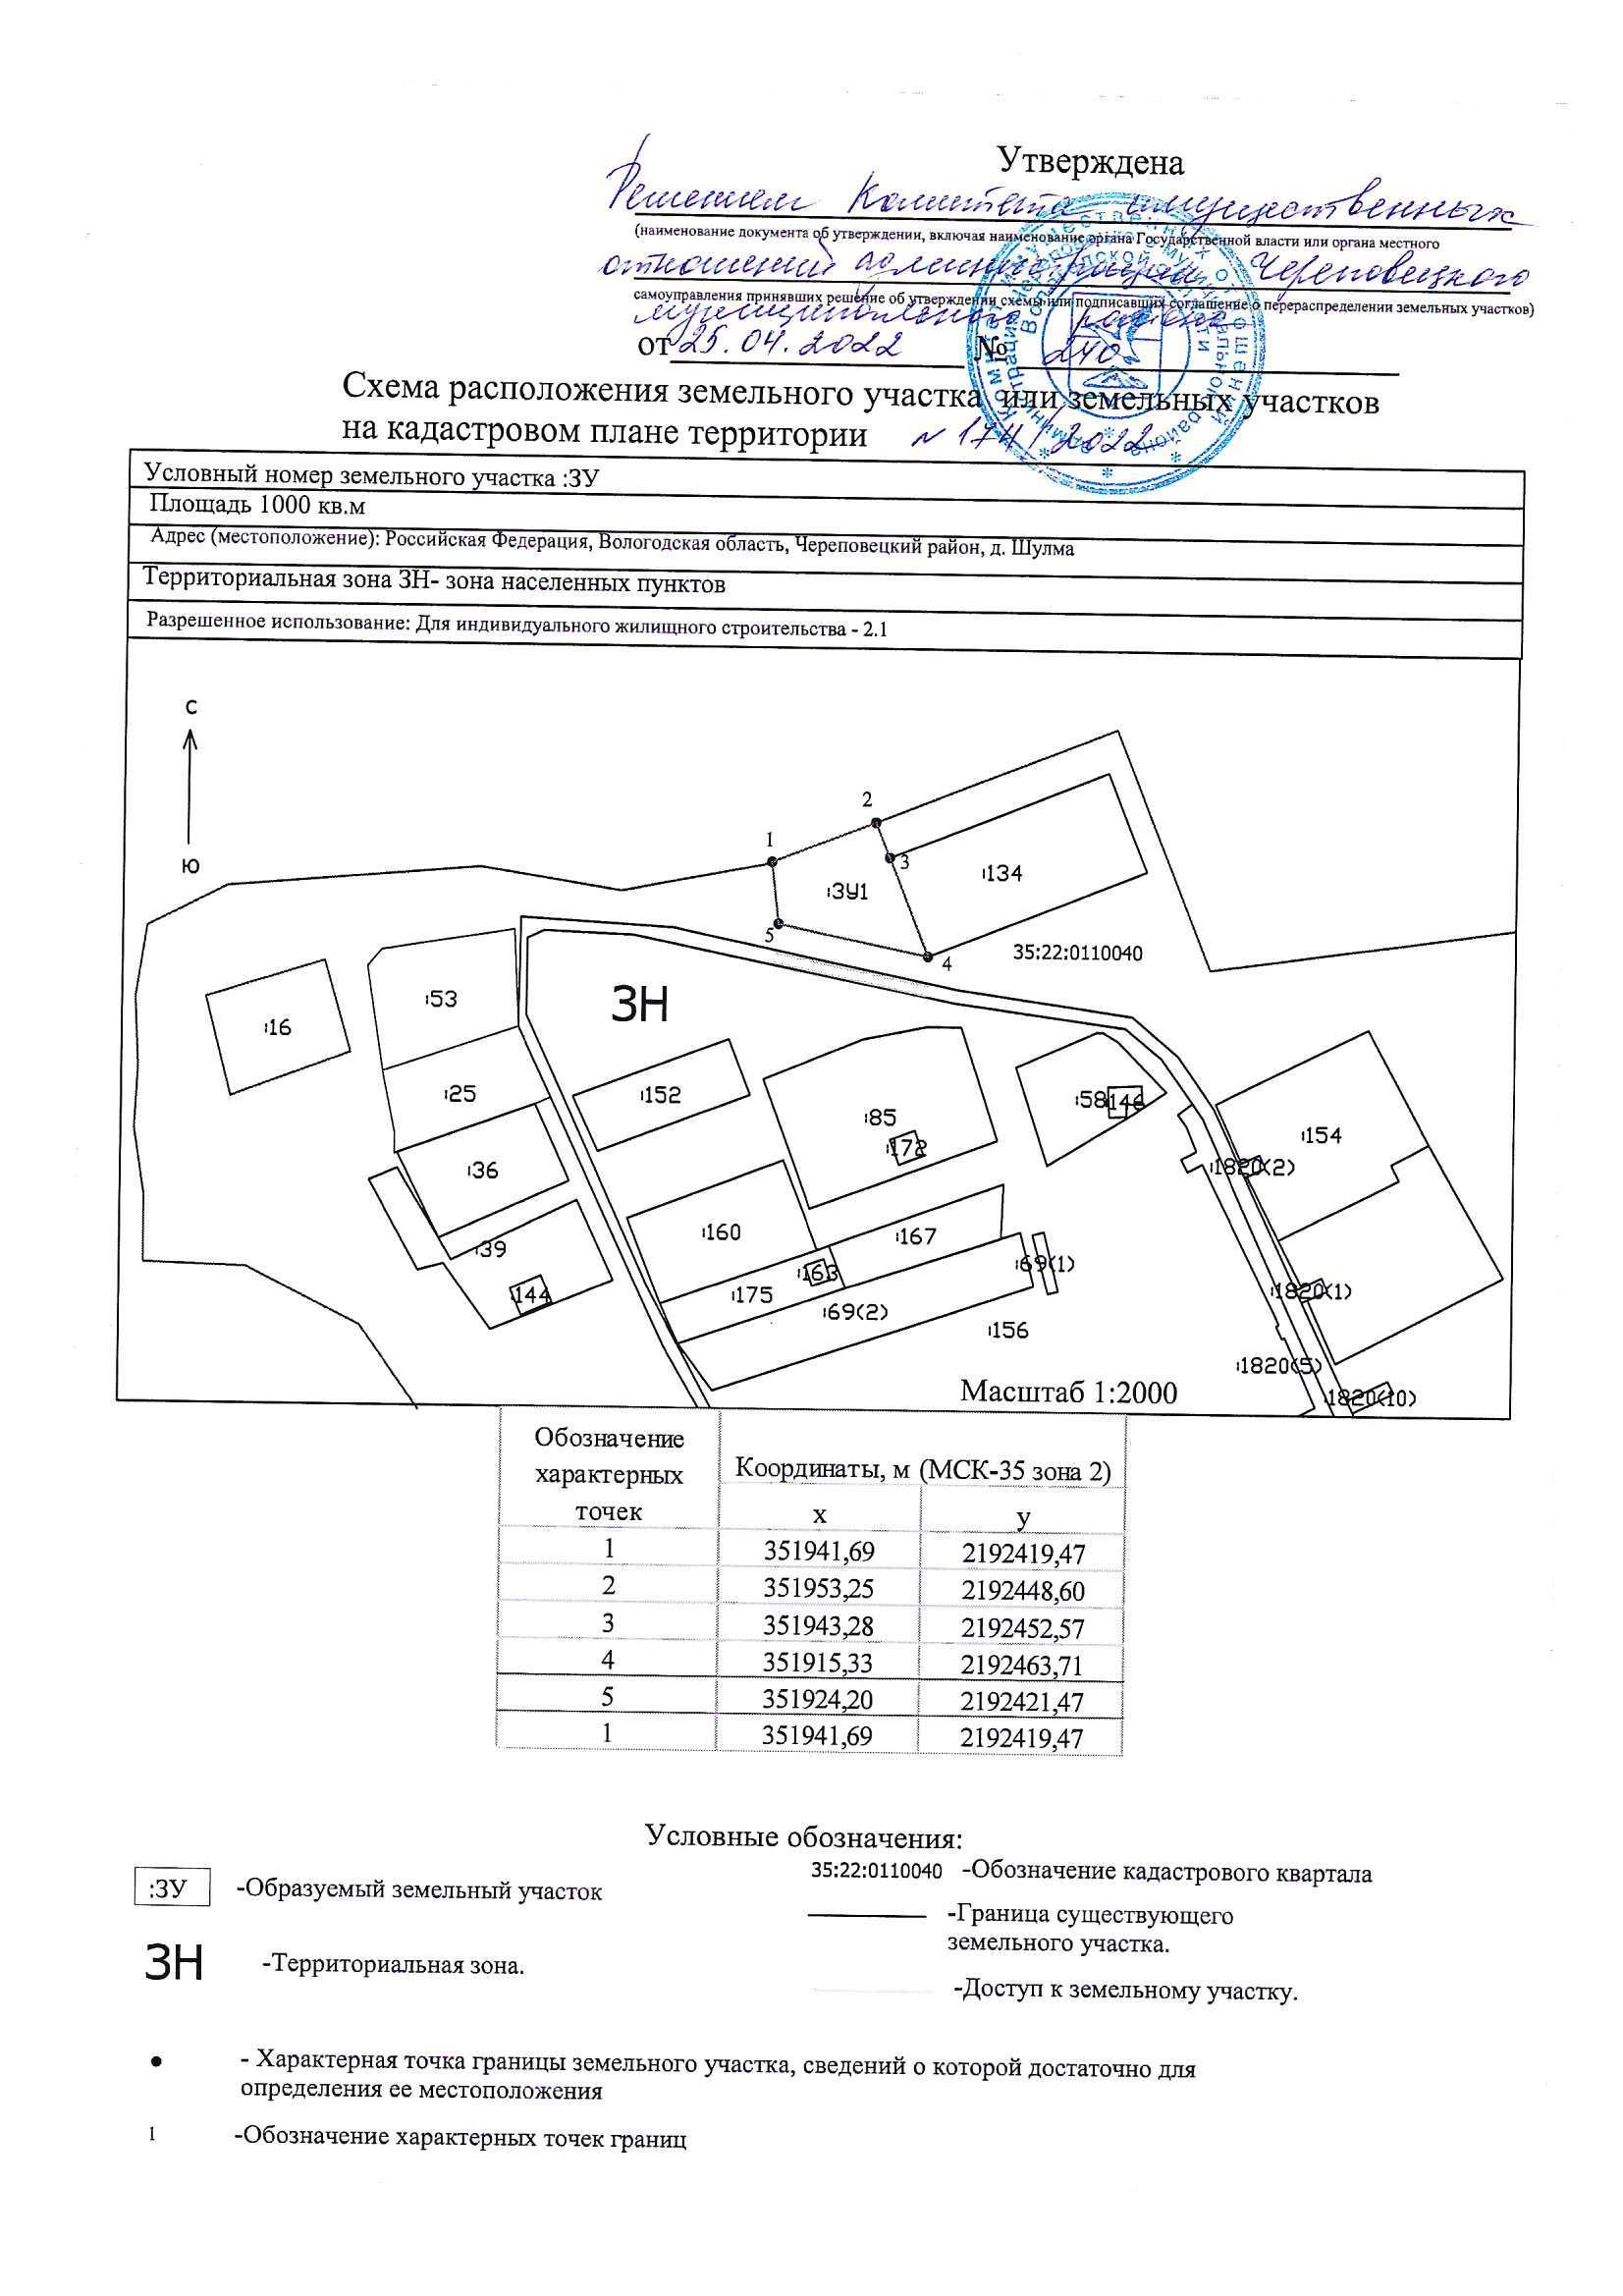 Утверждена
Решением Комитета имущественных
(наименование документа об утверждении, включая наименование органа Государственной власти или органа местного
отношений администрации Череповецкого
самоуправления принявших решение об утверждении схемы или подписавших соглашение о перераспределении земельных участков)
муниципального района
от 25.04.2022 № 240
Схема расположения земельного участка или земельных участков
на кадастровом плане территории № 174/2022
Условный номер земельного участка :ЗУ
Площадь 1000 кв.м
Адрес (местоположение): Российская Федерация, Вологодская область, Череповецкий район, д. Шулма
Территориальная зона ЗН- зона населенных пунктов
Разрешенное использование: Для индивидуального жилищного строительства - 2.1
С
Ю
2
1
3
:ЗУ1
:134
5
4
35:22:0110040
:53
ЗН
:16
:25
:152
:58
:146
:85
:172
:154
:36
:1820(2)
:160
:167
:39
:163
:69(1)
:144
:175
:1820(1)
:69(2)
:156
:1820(5)
Масштаб 1:2000
:1820(10)
Обозначение характерных точек
Координаты, м (МСК-35 зона 2)
x y
1 351941,69 2192419,47
2 351953,25 2192448,60
3 351943,28 2192452,57
4 351915,33 2192463,71
5 351924,20 2192421,47
1 351941,69 2192419,47
Условные обозначения:
:ЗУ -Образуемый земельный участок
35:22:0110040 -Обозначение кадастрового квартала
-Граница существующего
земельного участка.
ЗН -Территориальная зона.
-Доступ к земельному участку.
- Характерная точка границы земельного участка, сведений о которой достаточно для
определения ее местоположения
1 -Обозначение характерных точек границ